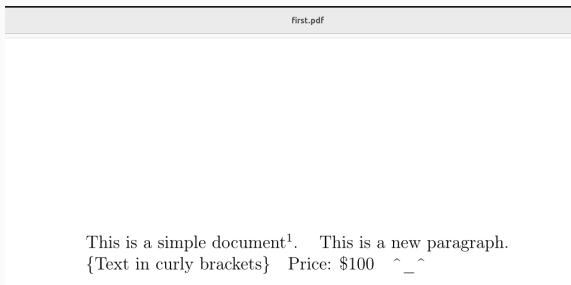 first.pdf
This is a simple document¹. This is a new paragraph.
{Text in curly brackets} Price: $100 ^_^